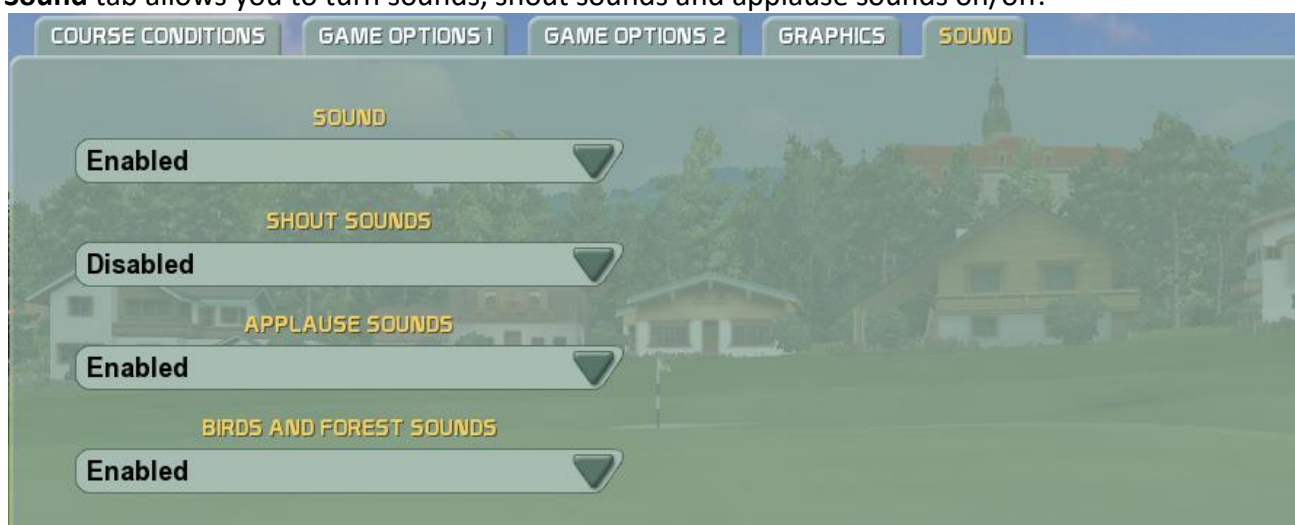 Sound tab allows you to turn sounds, shout sounds and applause sounds on/off.
COURSE CONDITIONS GAME OPTIONS 1 GAME OPTIONS 2 GRAPHICS SOUND
SOUND
Enabled
SHOUT SOUNDS
Disabled
APPLAUSE SOUNDS
Enabled
BIRDS AND FOREST SOUNDS
Enabled